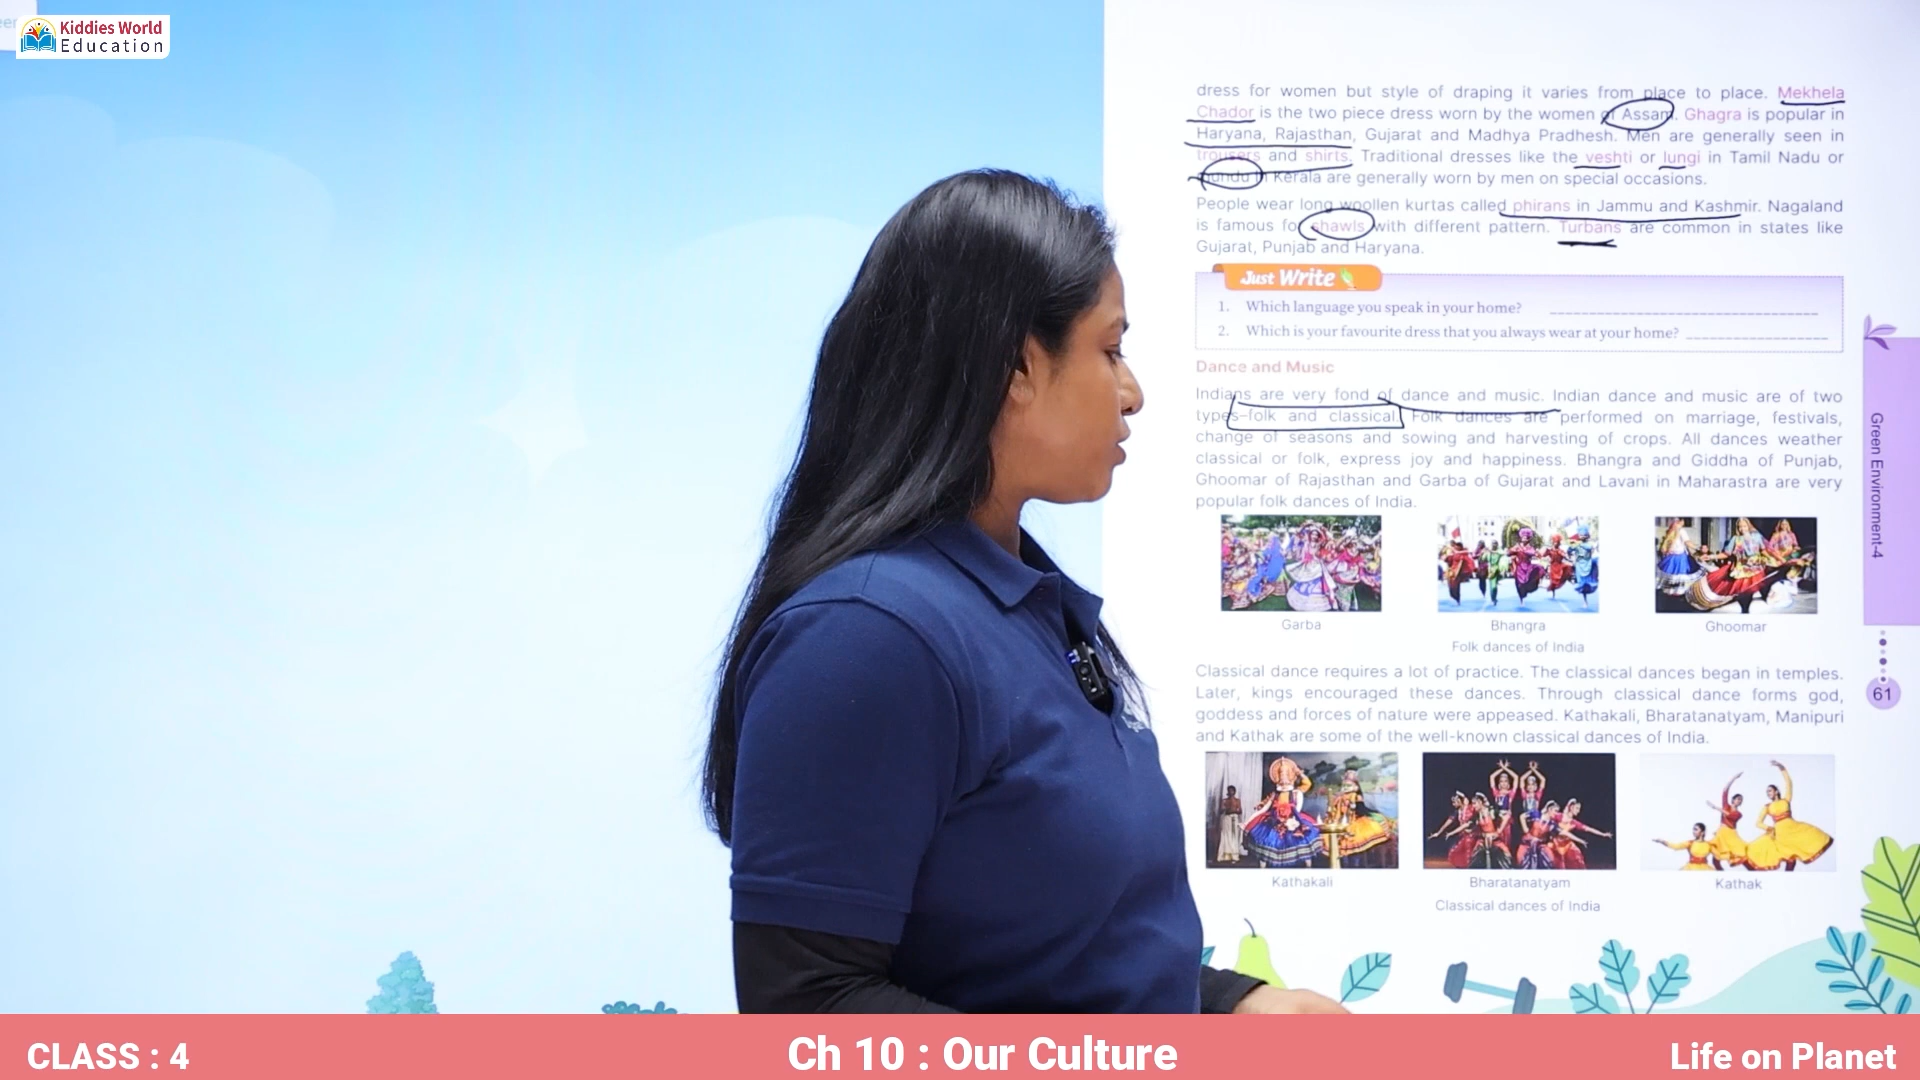 Kiddies World
Education
dress for women but style of draping it varies from place to place. Mekhela
Chador is the two piece dress worn by the women of Assam. Ghagra is popular in
Haryana, Rajasthan, Gujarat and Madhya Pradhesh. Men are generally seen in
trousers and shirts. Traditional dresses like the veshti or lungi in Tamil Nadu or
mundu in Kerala are generally worn by men on special occasions.
People wear long woollen kurtas called phirans in Jammu and Kashmir. Nagaland
is famous for shawls with different pattern. Turbans are common in states like
Gujarat, Punjab and Haryana.
Just Write
1. Which language you speak in your home?
2. Which is your favourite dress that you always wear at your home?
Dance and Music
Indians are very fond of dance and music. Indian dance and music are of two
types–folk and classical. Folk dances are performed on marriage, festivals,
change of seasons and sowing and harvesting of crops. All dances weather
classical or folk, express joy and happiness. Bhangra and Giddha of Punjab,
Ghoomar of Rajasthan and Garba of Gujarat and Lavani in Maharastra are very
popular folk dances of India.
Garba
Bhangra
Ghoomar
Folk dances of India
Classical dance requires a lot of practice. The classical dances began in temples.
Later, kings encouraged these dances. Through classical dance forms god,
goddess and forces of nature were appeased. Kathakali, Bharatanatyam, Manipuri
and Kathak are some of the well-known classical dances of India.
Kathakali
Bharatanatyam
Kathak
Classical dances of India
Green Environment-4
61
CLASS : 4
Ch 10 : Our Culture
Life on Planet